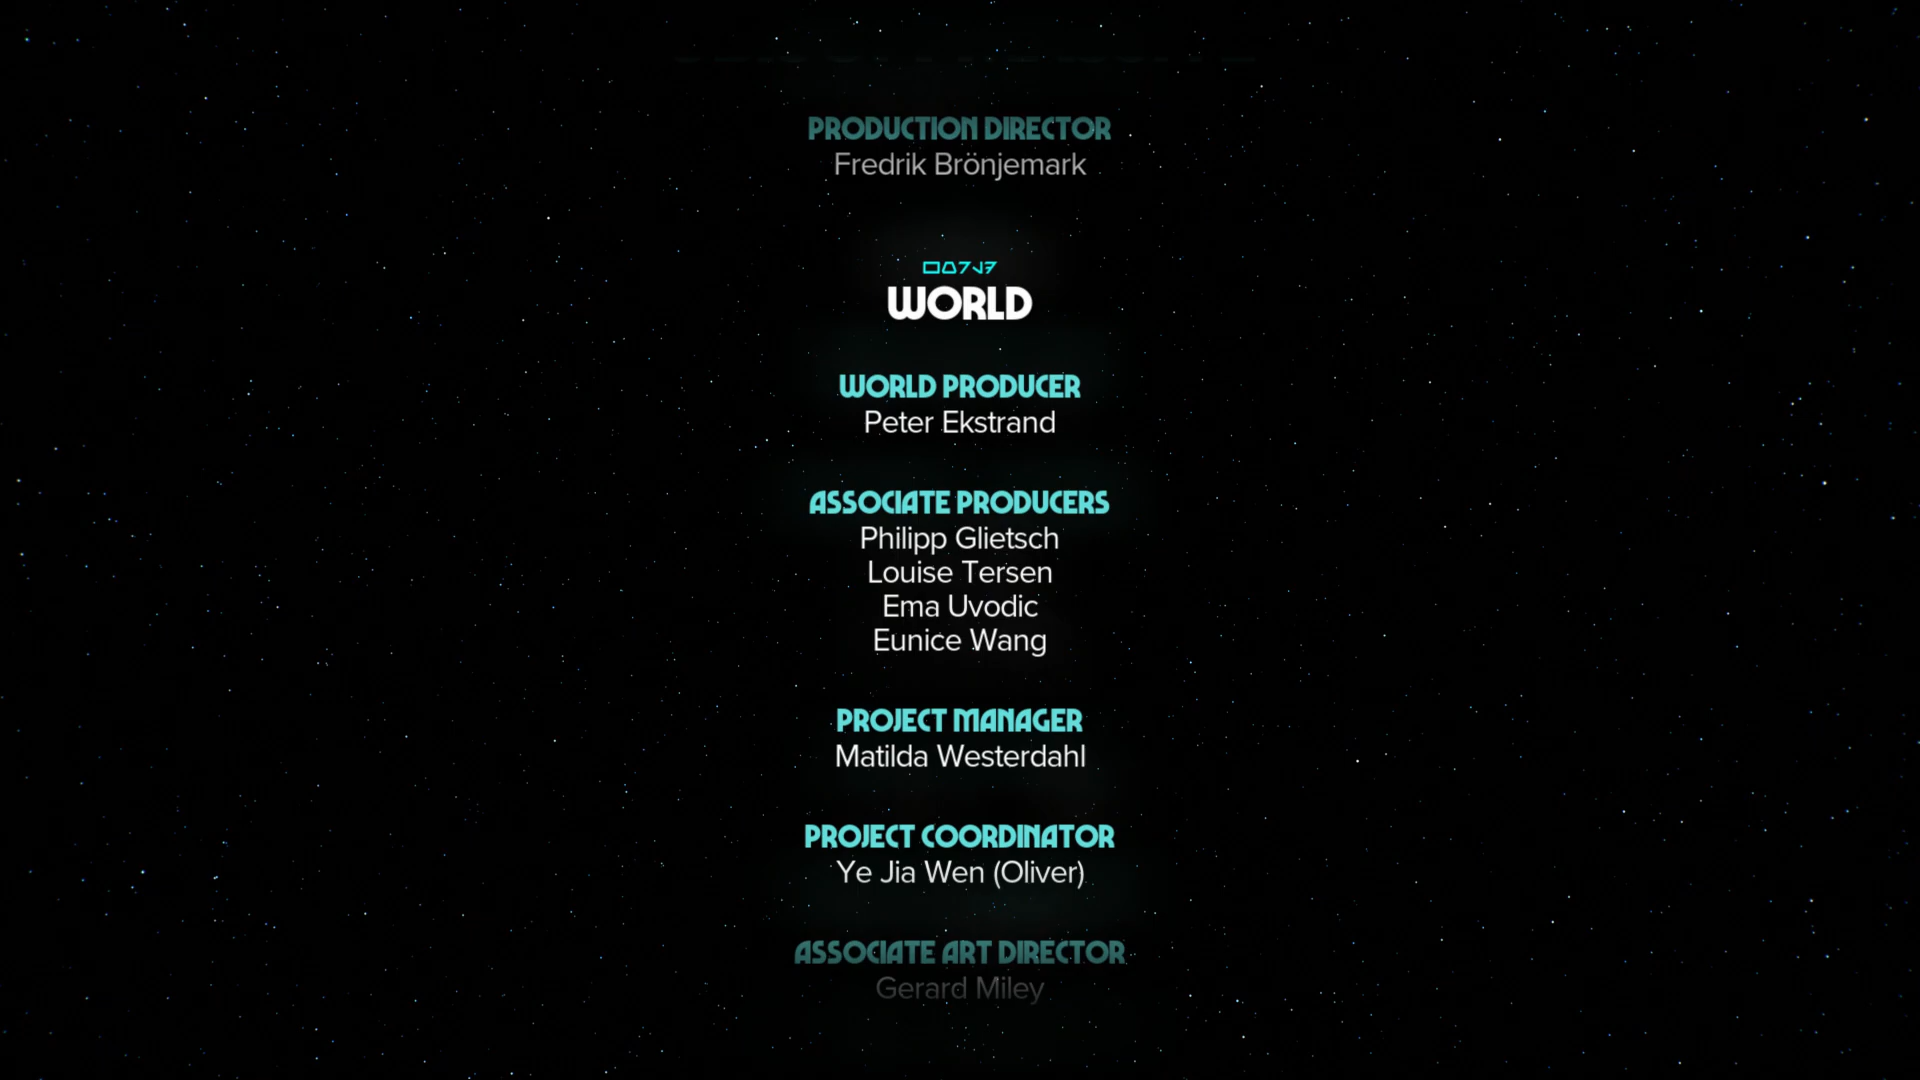 PRODUCTION DIRECTOR
Fredrik Brönjemark
WORLD
WORLD PRODUCER
Peter Ekstrand
ASSOCIATE PRODUCERS
Philipp Glietsch
Louise Tersen
Ema Uvodic
Eunice Wang
PROJECT MANAGER
Matilda Westerdahl
PROJECT COORDINATOR
Ye Jia Wen (Oliver)
ASSOCIATE ART DIRECTOR
Gerard Miley